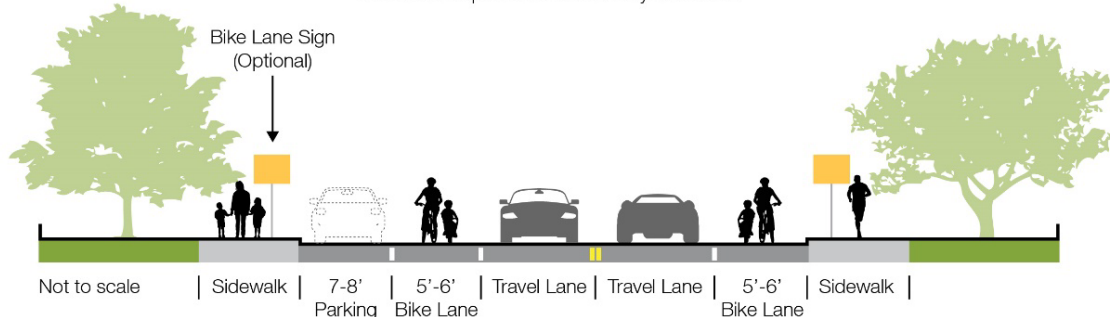 Bike Lane Sign
(Optional)
Not to scale
Sidewalk
7-8’
Parking
5’-6’
Bike Lane
Travel Lane
Travel Lane
5’-6’
Bike Lane
Sidewalk